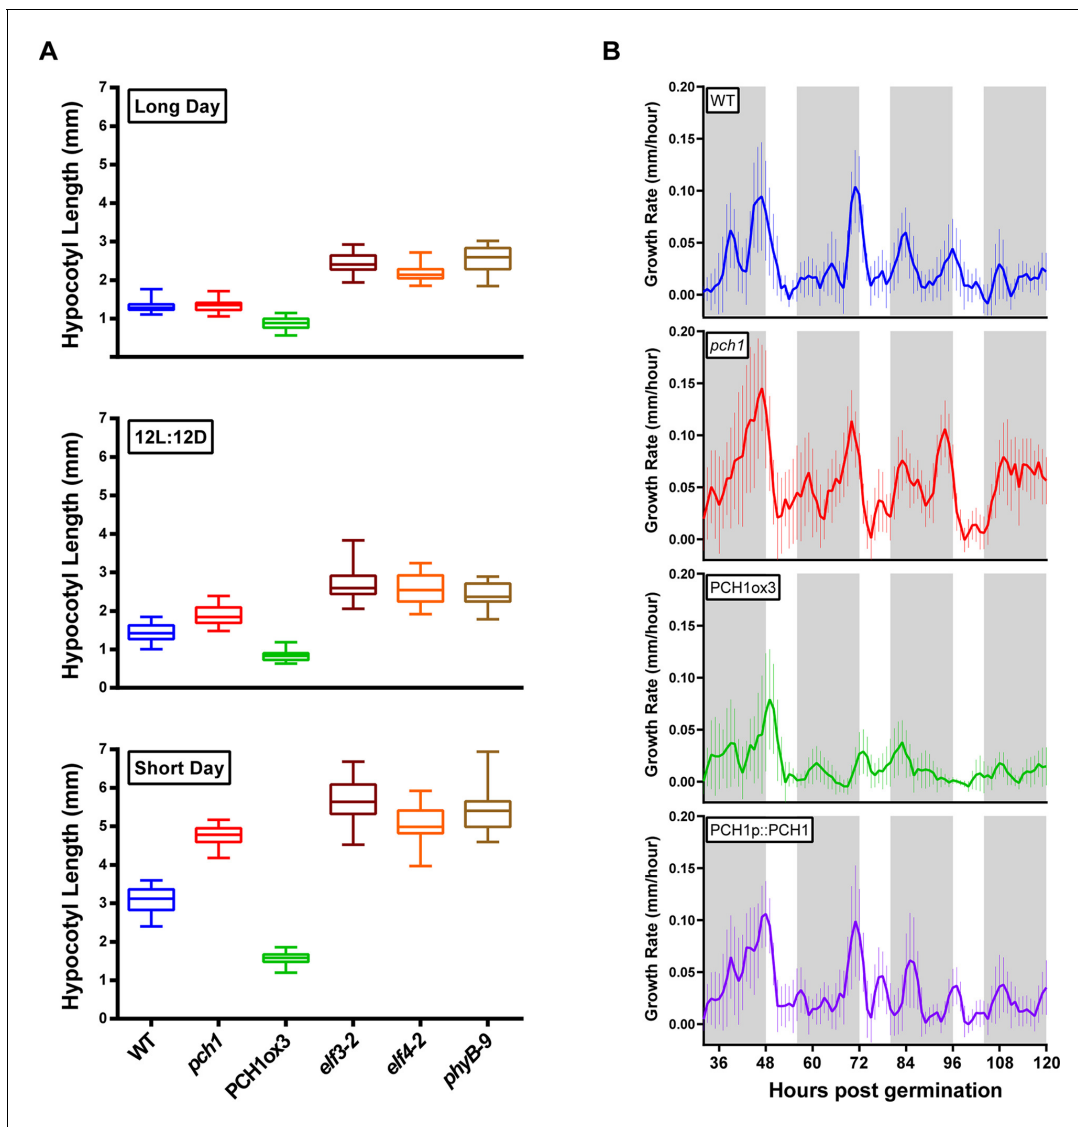 A
Hypocotyl Length (mm)
7
6
5
4
3
2
1
Long Day
Hypocotyl Length (mm)
7
6
5
4
3
2
1
0
12L:12D
Hypocotyl Length (mm)
7
6
5
4
3
2
1
0
Short Day
WT
pch1
PCH1ox3
elf3-2
elf4-2
phyB-9
B
Growth Rate (mm/hour)
0.20
0.15
0.10
0.05
0.00
WT
Growth Rate (mm/hour)
0.20
0.15
0.10
0.05
0.00
pch1
Growth Rate (mm/hour)
0.20
0.15
0.10
0.05
0.00
PCH1ox3
Growth Rate (mm/hour)
0.20
0.15
0.10
0.05
0.00
PCH1p::PCH1
36 48 60 72 84 96 108 120
Hours post germination